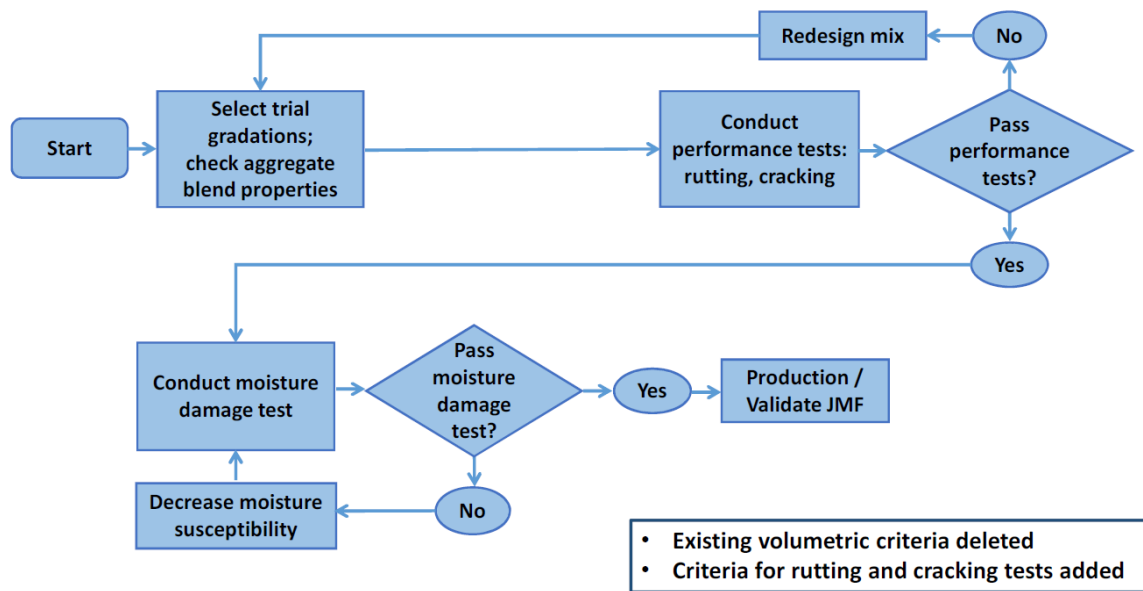 Redesign mix
No
Start
Select trial
gradations;
check aggregate
blend properties
Conduct
performance tests:
rutting, cracking
Pass
performance
tests?
Yes
Conduct moisture
damage test
Pass
moisture
damage
test?
Yes
Production /
Validate JMF
Decrease moisture
susceptibility
No
• Existing volumetric criteria deleted
• Criteria for rutting and cracking tests added